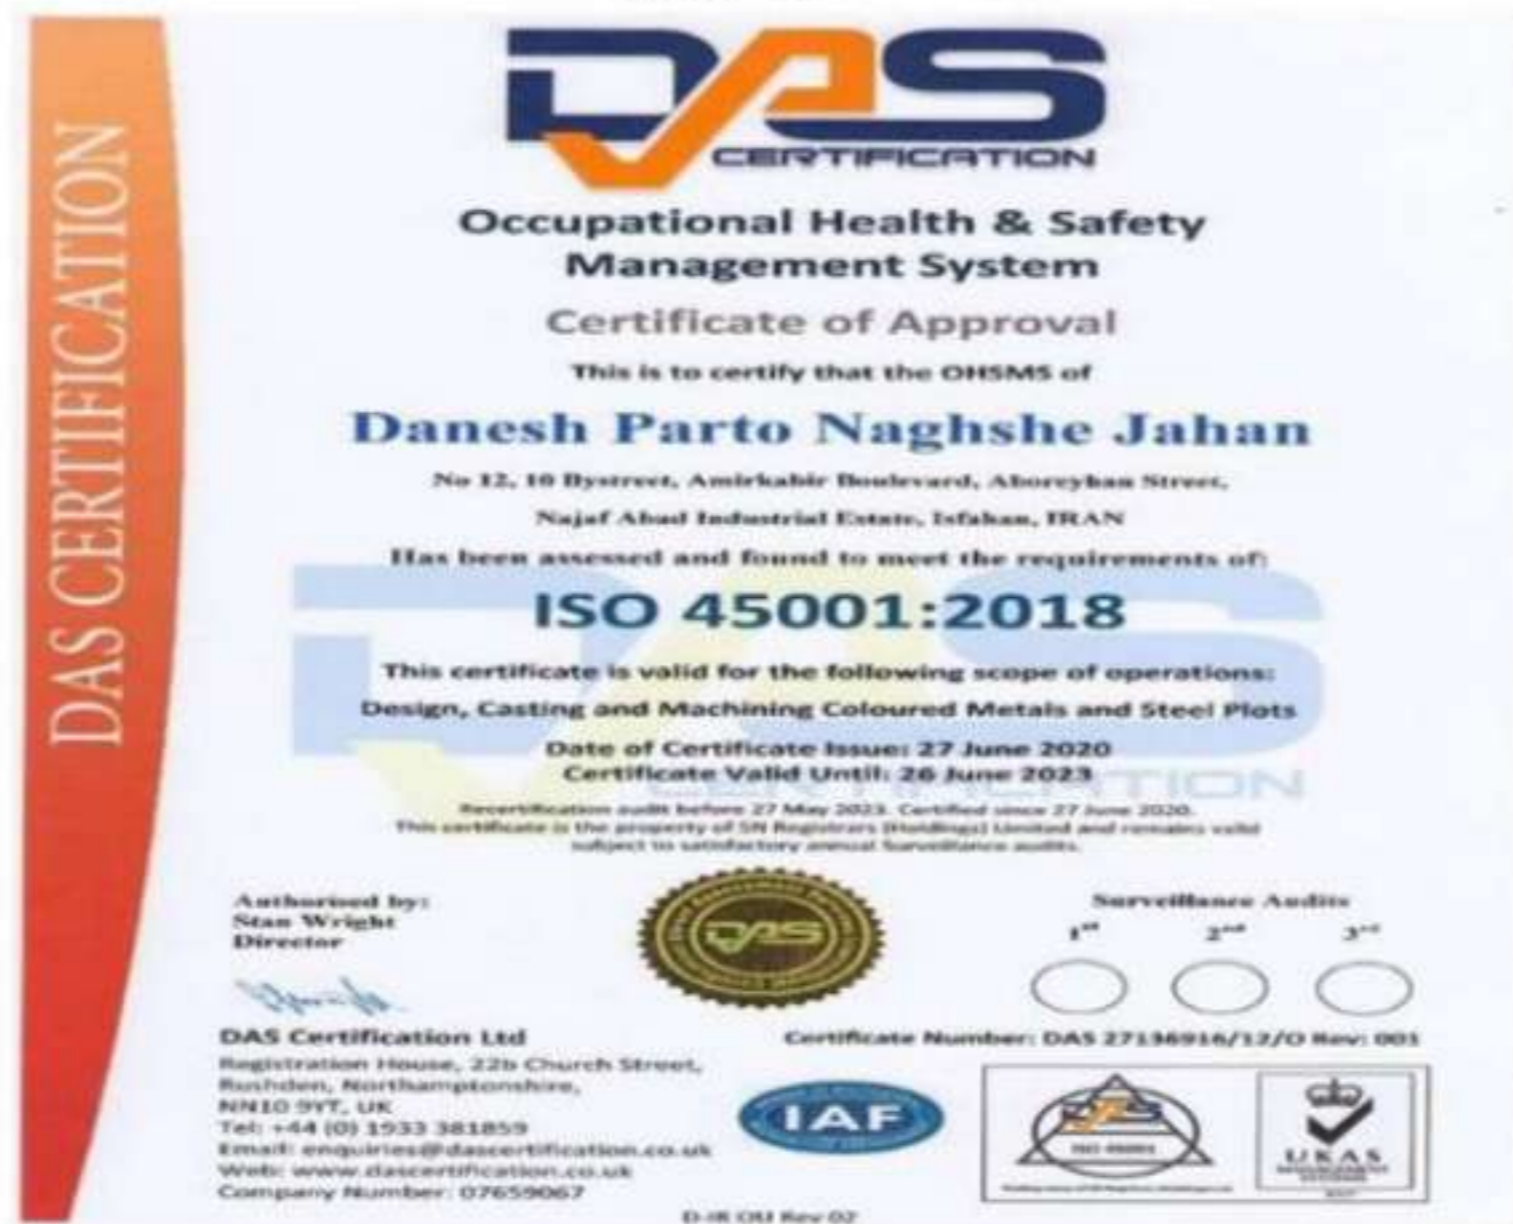 DAS CERTIFICATION
DAS
CERTIFICATION
Occupational Health & Safety
Management System
Certificate of Approval
This is to certify that the OHSMS of
Danesh Parto Naghshe Jahan
No 12, 10 Bystreet, Amirkabir Boulevard, Aboreyhan Street,
Najaf Abad Industrial Estate, Isfahan, IRAN
Has been assessed and found to meet the requirements of:
ISO 45001:2018
This certificate is valid for the following scope of operations:
Design, Casting and Machining Coloured Metals and Steel Plots
Date of Certificate Issue: 27 June 2020
Certificate Valid Until: 26 June 2023
Recertification audit before 27 May 2023. Certified since 27 June 2020.
This certificate is the property of SN Registrars (Holdings) Limited and remains valid
subject to satisfactory annual Surveillance audits.
Authorised by:
Stan Wright
Director
DAS
Surveillance Audits
1st 2nd 3rd
DAS Certification Ltd
Registration House, 22b Church Street,
Rushden, Northamptonshire,
NN10 9YT, UK
Tel: +44 (0) 1933 381859
Email: enquiries@dascertification.co.uk
Web: www.dascertification.co.uk
Company Number: 07659067
Certificate Number: DAS 27136916/12/O Rev: 001
IAF
DAS
ISO 45001
UKAS
MANAGEMENT
SYSTEMS